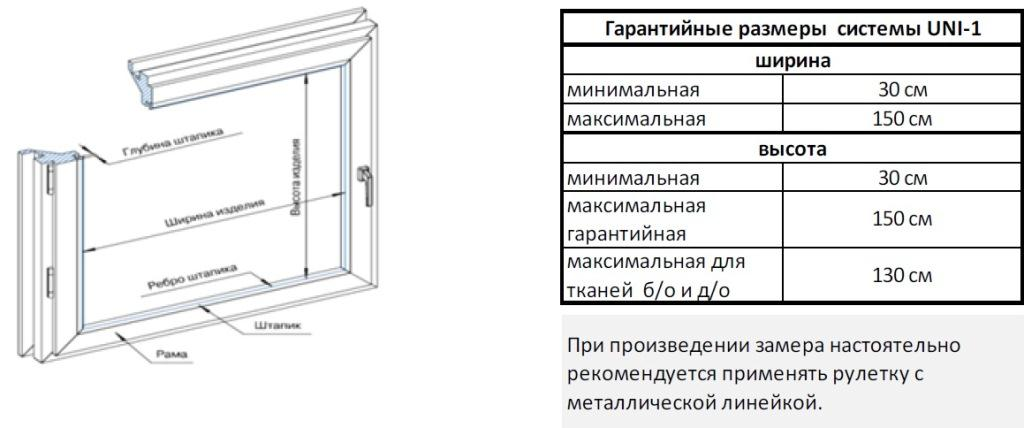 Глубина штапика
Ширина изделия
Высота изделия
Ребро штапика
Штапик
Рама
Гарантийные размеры системы UNI-1
ширина
минимальная 30 см
максимальная 150 см
высота
минимальная 30 см
максимальная
гарантийная 150 см
максимальная для
тканей б/о и д/о 130 см
При произведении замера настоятельно
рекомендуется применять рулетку с
металлической линейкой.